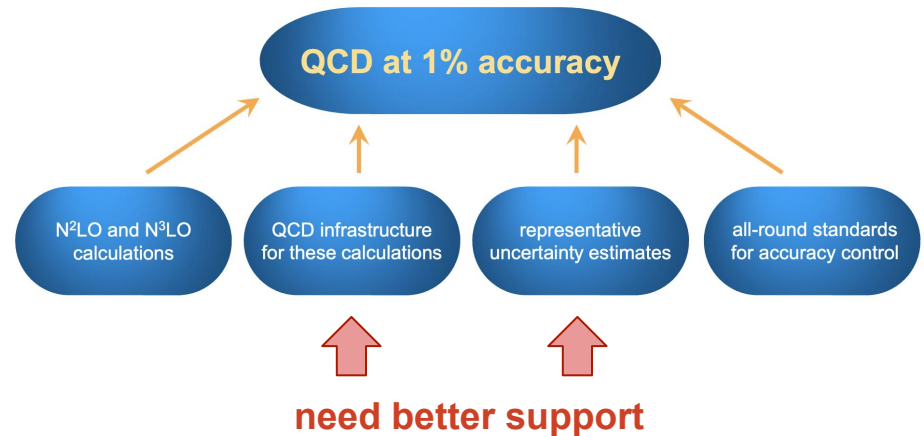 QCD at 1% accuracy
N²LO and N³LO
calculations
QCD infrastructure
for these calculations
representative
uncertainty estimates
all-round standards
for accuracy control
need better support